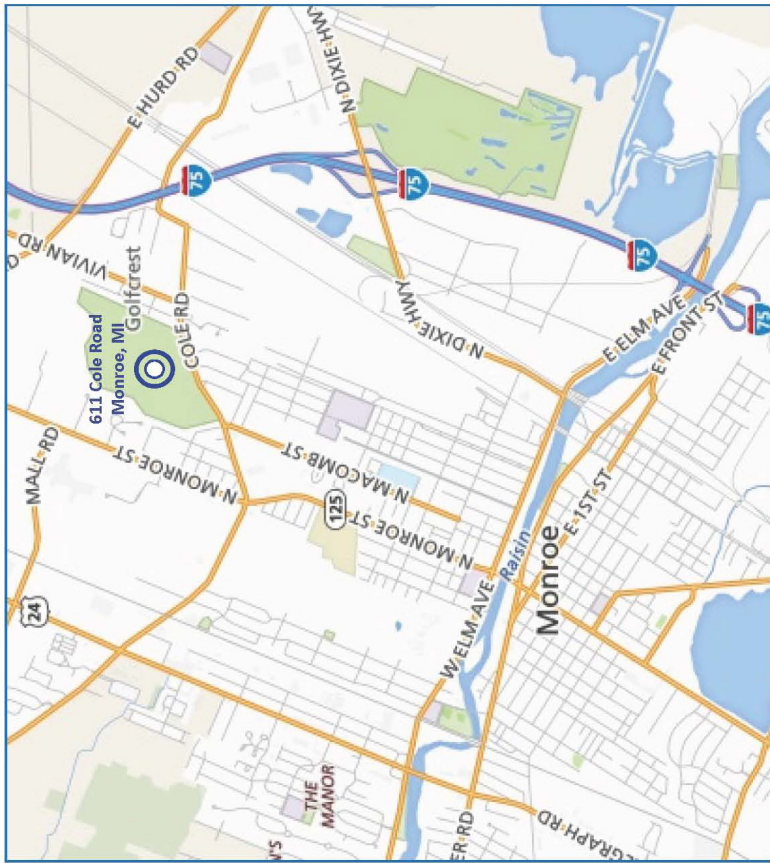 E HURD RD
N DIXIE HWY
75
VIVIAN RD
Golfcrest
611 Cole Road
Monroe, MI
COLE RD
75
MALL RD
N MONROE ST
N MACOMB ST
N DIXIE HWY
75
24
125
N MONROE ST
E ELM AVE
E FRONT ST
75
W ELM AVE
Raisin
E 1ST ST
Monroe
THE
MANOR